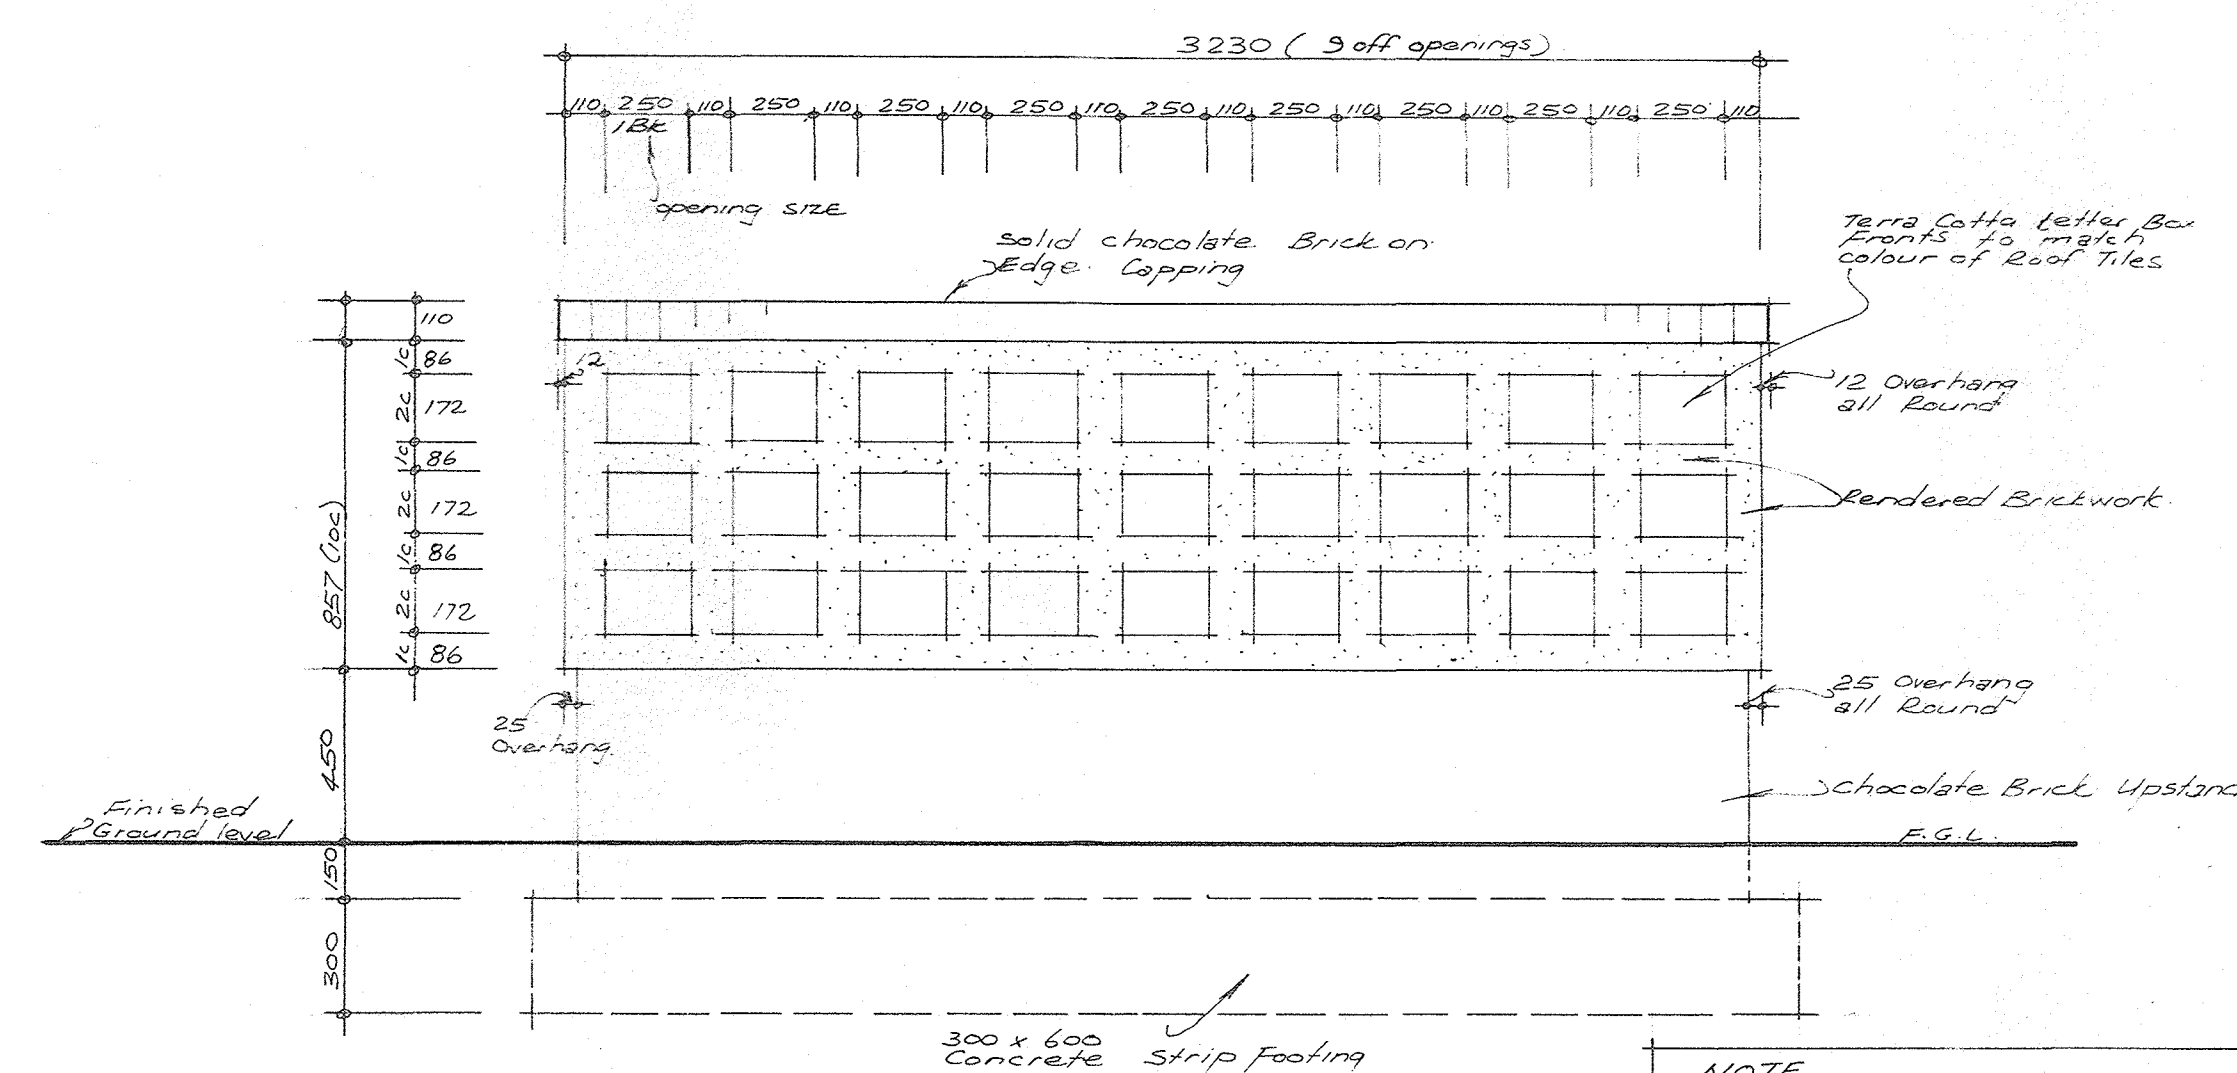 3230 ( 9 off openings)
110 250 110 250 110 250 110 250 110 250 110 250 110 250 110 250 110 250 110
1 Bk
opening SIZE
Solid chocolate Brick on
Edge Capping
Terra Cotta Letter Box
Fronts to match
colour of Roof Tiles
110
1c 86
2c 172
1c 86
2c 172
1c 86
2c 172
1c 86
857 (10c)
12
12 Overhang
all Round
Rendered Brickwork
25
Overhang
25 Overhang
all Round
450
Chocolate Brick Upstand
Finished
Ground level
F.G.L.
150
300
300 x 600
Concrete Strip Footing
NOTE